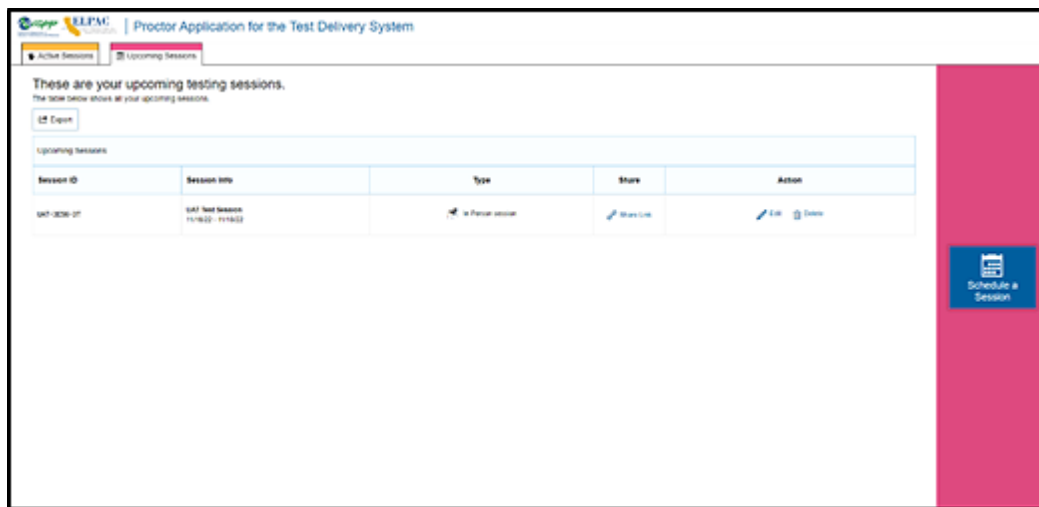 ELPAC
Proctor Application for the Test Delivery System
Active Sessions
Upcoming Sessions
These are your upcoming testing sessions.
The table below shows all your upcoming sessions.
Export
Upcoming Sessions
Session ID Session Info Type Share Action
UAT Test Session In Person session Share Link Edit Delete
Schedule a
Session